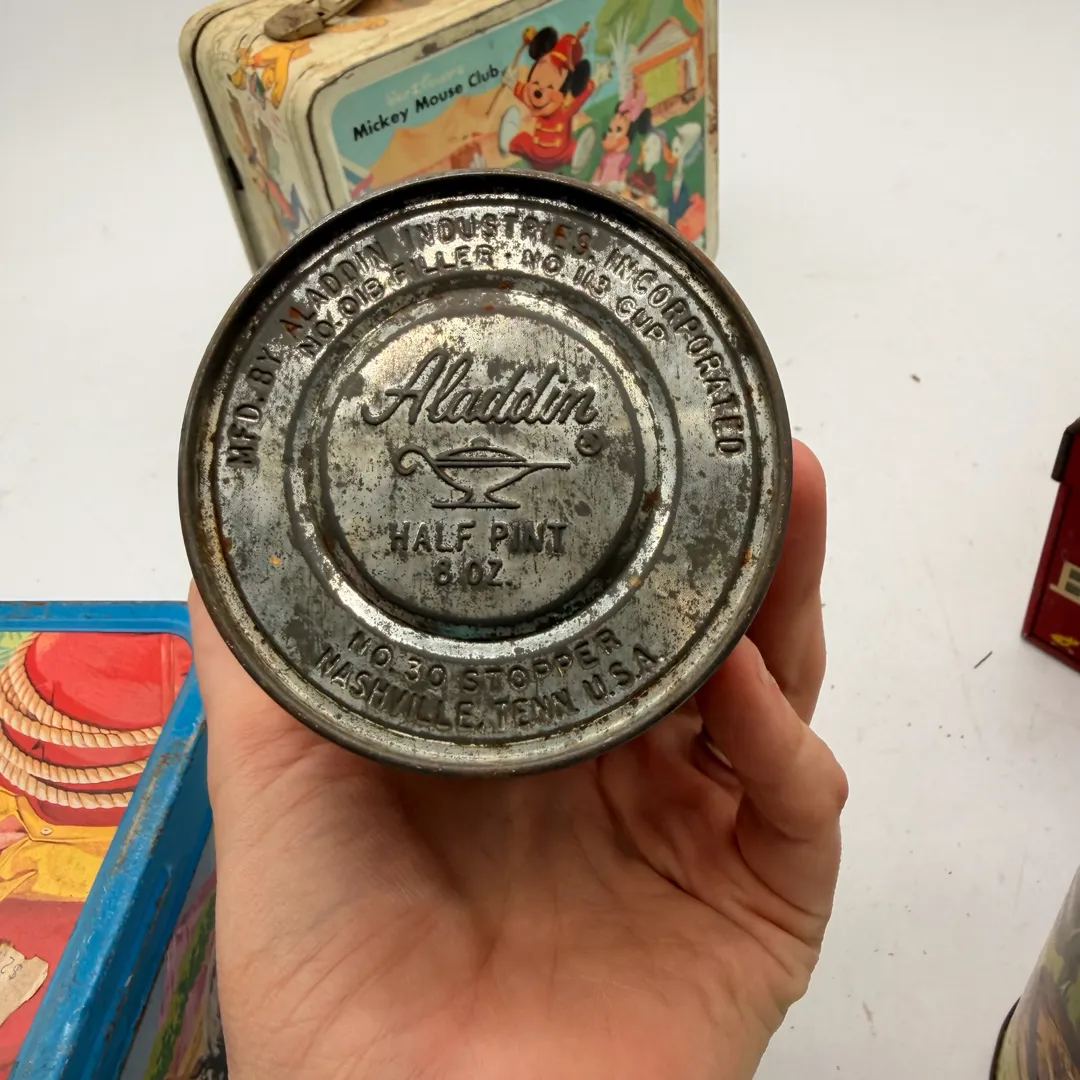 Mickey Mouse Club
MFD. BY ALADDIN INDUSTRIES, INCORPORATED
NO. 013 FILLER · NO. 113 CUP
Aladdin®
HALF PINT
8 OZ.
NO. 30 STOPPER
NASHVILLE, TENN. U.S.A.